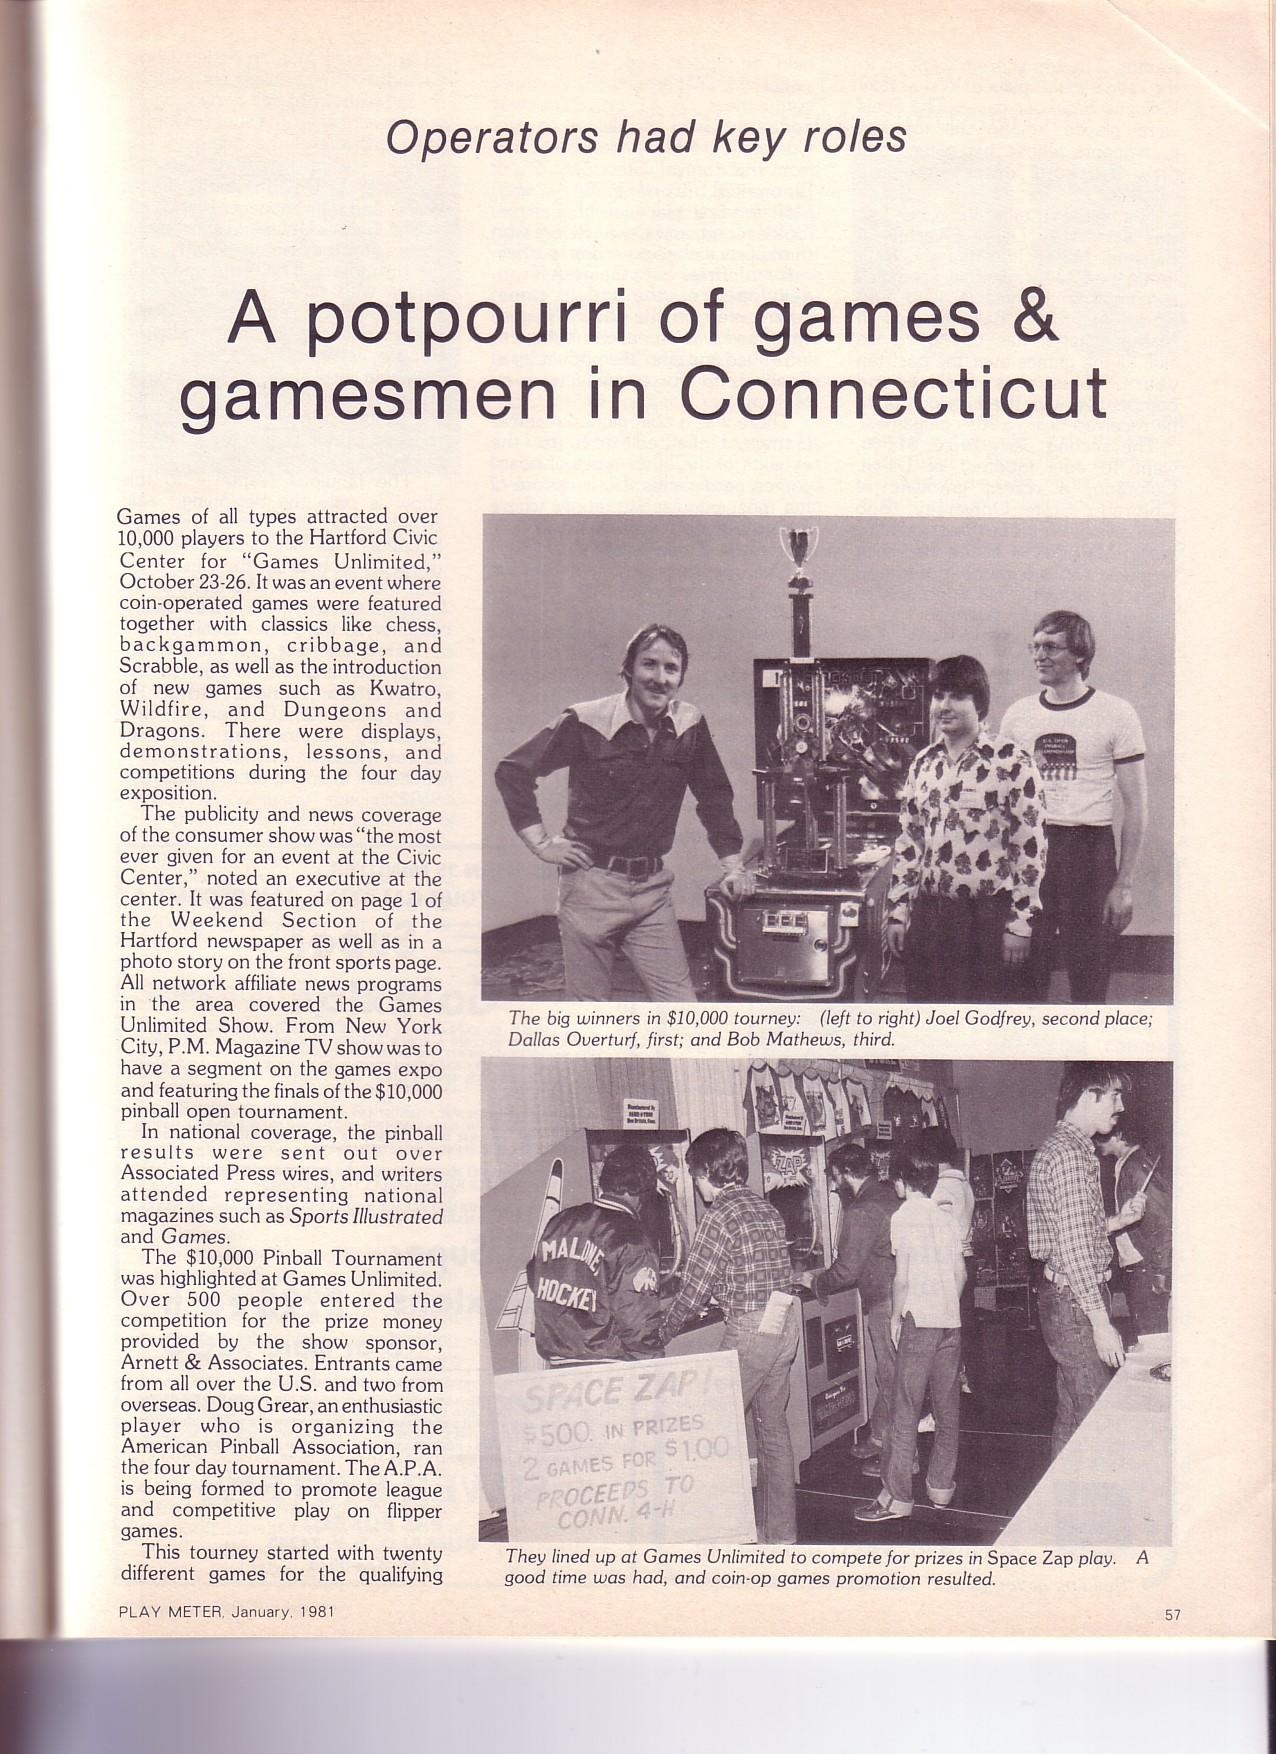 Operators had key roles
A potpourri of games &
gamesmen in Connecticut
Games of all types attracted over
10,000 players to the Hartford Civic
Center for “Games Unlimited,”
October 23-26. It was an event where
coin-operated games were featured
together with classics like chess,
backgammon, cribbage, and
Scrabble, as well as the introduction
of new games such as Kwatro,
Wildfire, and Dungeons and
Dragons. There were displays,
demonstrations, lessons, and
competitions during the four day
exposition.
The publicity and news coverage
of the consumer show was “the most
ever given for an event at the Civic
Center,” noted an executive at the
center. It was featured on page 1 of
the Weekend Section of the
Hartford newspaper as well as in a
photo story on the front sports page.
All network affiliate news programs
in the area covered the Games
Unlimited Show. From New York
City, P.M. Magazine TV show was to
have a segment on the games expo
and featuring the finals of the $10,000
pinball open tournament.
In national coverage, the pinball
results were sent out over
Associated Press wires, and writers
attended representing national
magazines such as Sports Illustrated
and Games.
The $10,000 Pinball Tournament
was highlighted at Games Unlimited.
Over 500 people entered the
competition for the prize money
provided by the show sponsor,
Arnett & Associates. Entrants came
from all over the U.S. and two from
overseas. Doug Grear, an enthusiastic
player who is organizing the
American Pinball Association, ran
the four day tournament. The A.P.A.
is being formed to promote league
and competitive play on flipper
games.
This tourney started with twenty
different games for the qualifying
The big winners in $10,000 tourney: (left to right) Joel Godfrey, second place;
Dallas Overturf, first; and Bob Mathews, third.
ZAP
MALONE
HOCKEY
SPACE ZAP!
$500. IN PRIZES
2 GAMES FOR $1.00
PROCEEDS TO
CONN. 4-H
They lined up at Games Unlimited to compete for prizes in Space Zap play. A
good time was had, and coin-op games promotion resulted.
PLAY METER, January, 1981
57